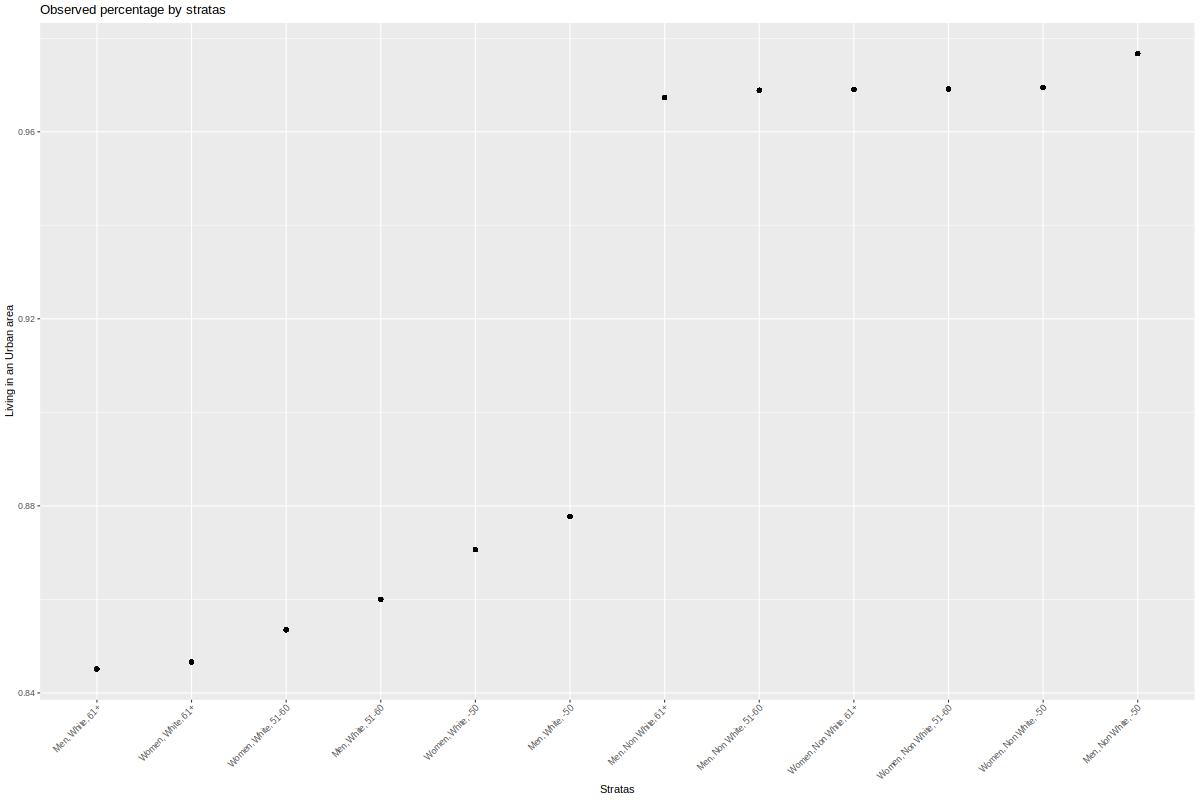 Observed percentage by stratas
Living in an Urban area
0.96
0.92
0.88
0.84
Men, White, 61+
Women, White, 61+
Women, White, 51-60
Men, White, 51-60
Women, White, -50
Men, White, -50
Men, Non White, 61+
Men, Non White, 51-60
Women, Non White, 61+
Women, Non White, 51-60
Women, Non White, -50
Men, Non White, -50
Stratas